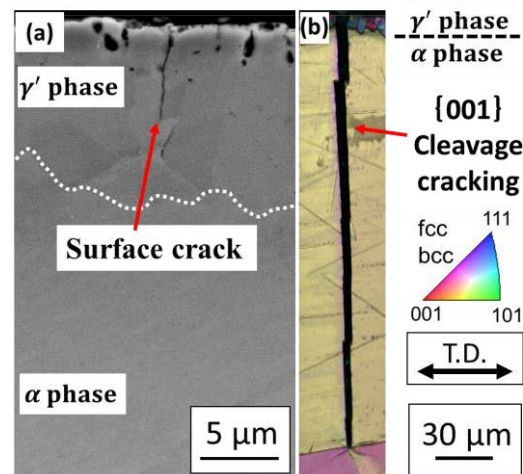 (a)
γ′ phase
Surface crack
α phase
5 μm
(b)
γ′ phase
α phase
{001}
Cleavage
cracking
fcc
bcc
111
001
101
T.D.
30 μm